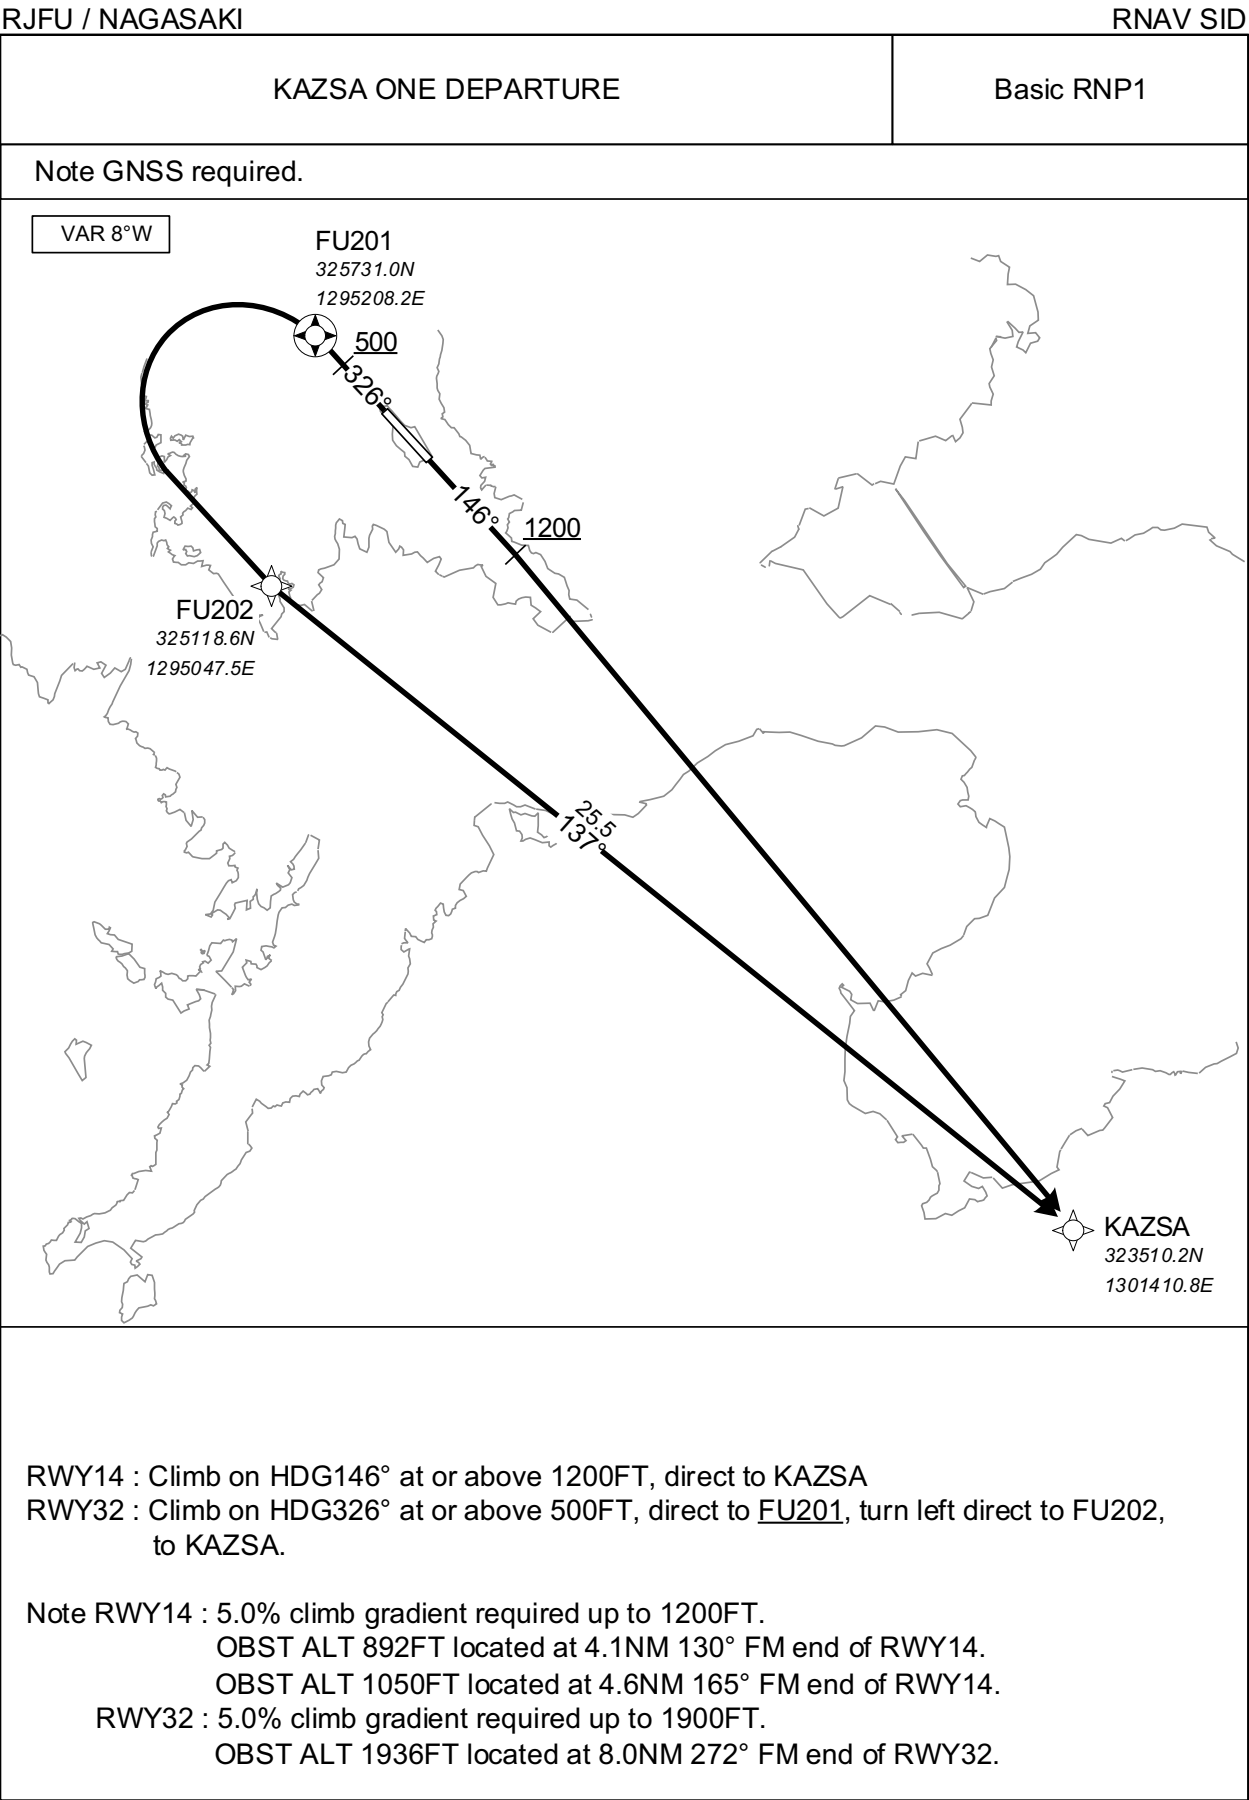 RJFU / NAGASAKI
RNAV SID
KAZSA ONE DEPARTURE
Basic RNP1
Note GNSS required.
VAR 8°W
FU201
325731.0N
1295208.2E
500
326°
146°
1200
FU202
325118.6N
1295047.5E
25.5
137°
KAZSA
323510.2N
1301410.8E
RWY14 : Climb on HDG146° at or above 1200FT, direct to KAZSA
RWY32 : Climb on HDG326° at or above 500FT, direct to FU201, turn left direct to FU202,
to KAZSA.
Note RWY14 : 5.0% climb gradient required up to 1200FT.
OBST ALT 892FT located at 4.1NM 130° FM end of RWY14.
OBST ALT 1050FT located at 4.6NM 165° FM end of RWY14.
RWY32 : 5.0% climb gradient required up to 1900FT.
OBST ALT 1936FT located at 8.0NM 272° FM end of RWY32.